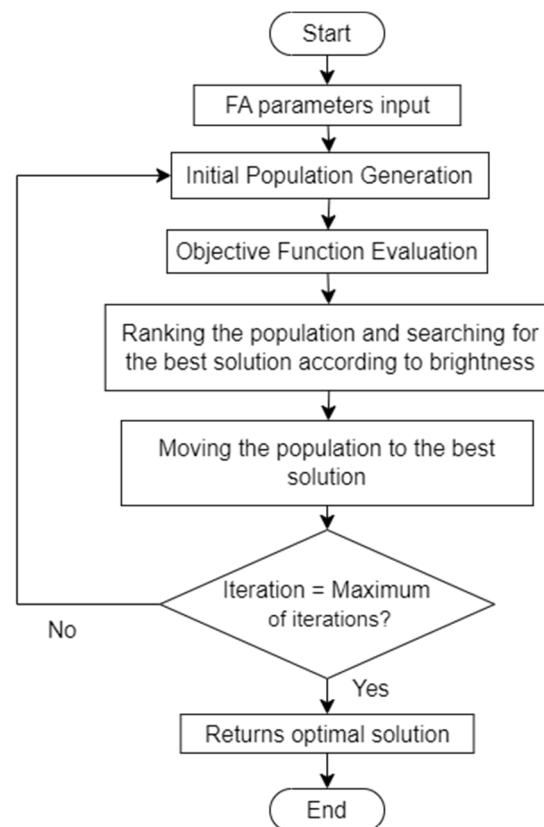 Start
FA parameters input
Initial Population Generation
Objective Function Evaluation
Ranking the population and searching for
the best solution according to brightness
Moving the population to the best
solution
Iteration = Maximum
of iterations?
No
Yes
Returns optimal solution
End